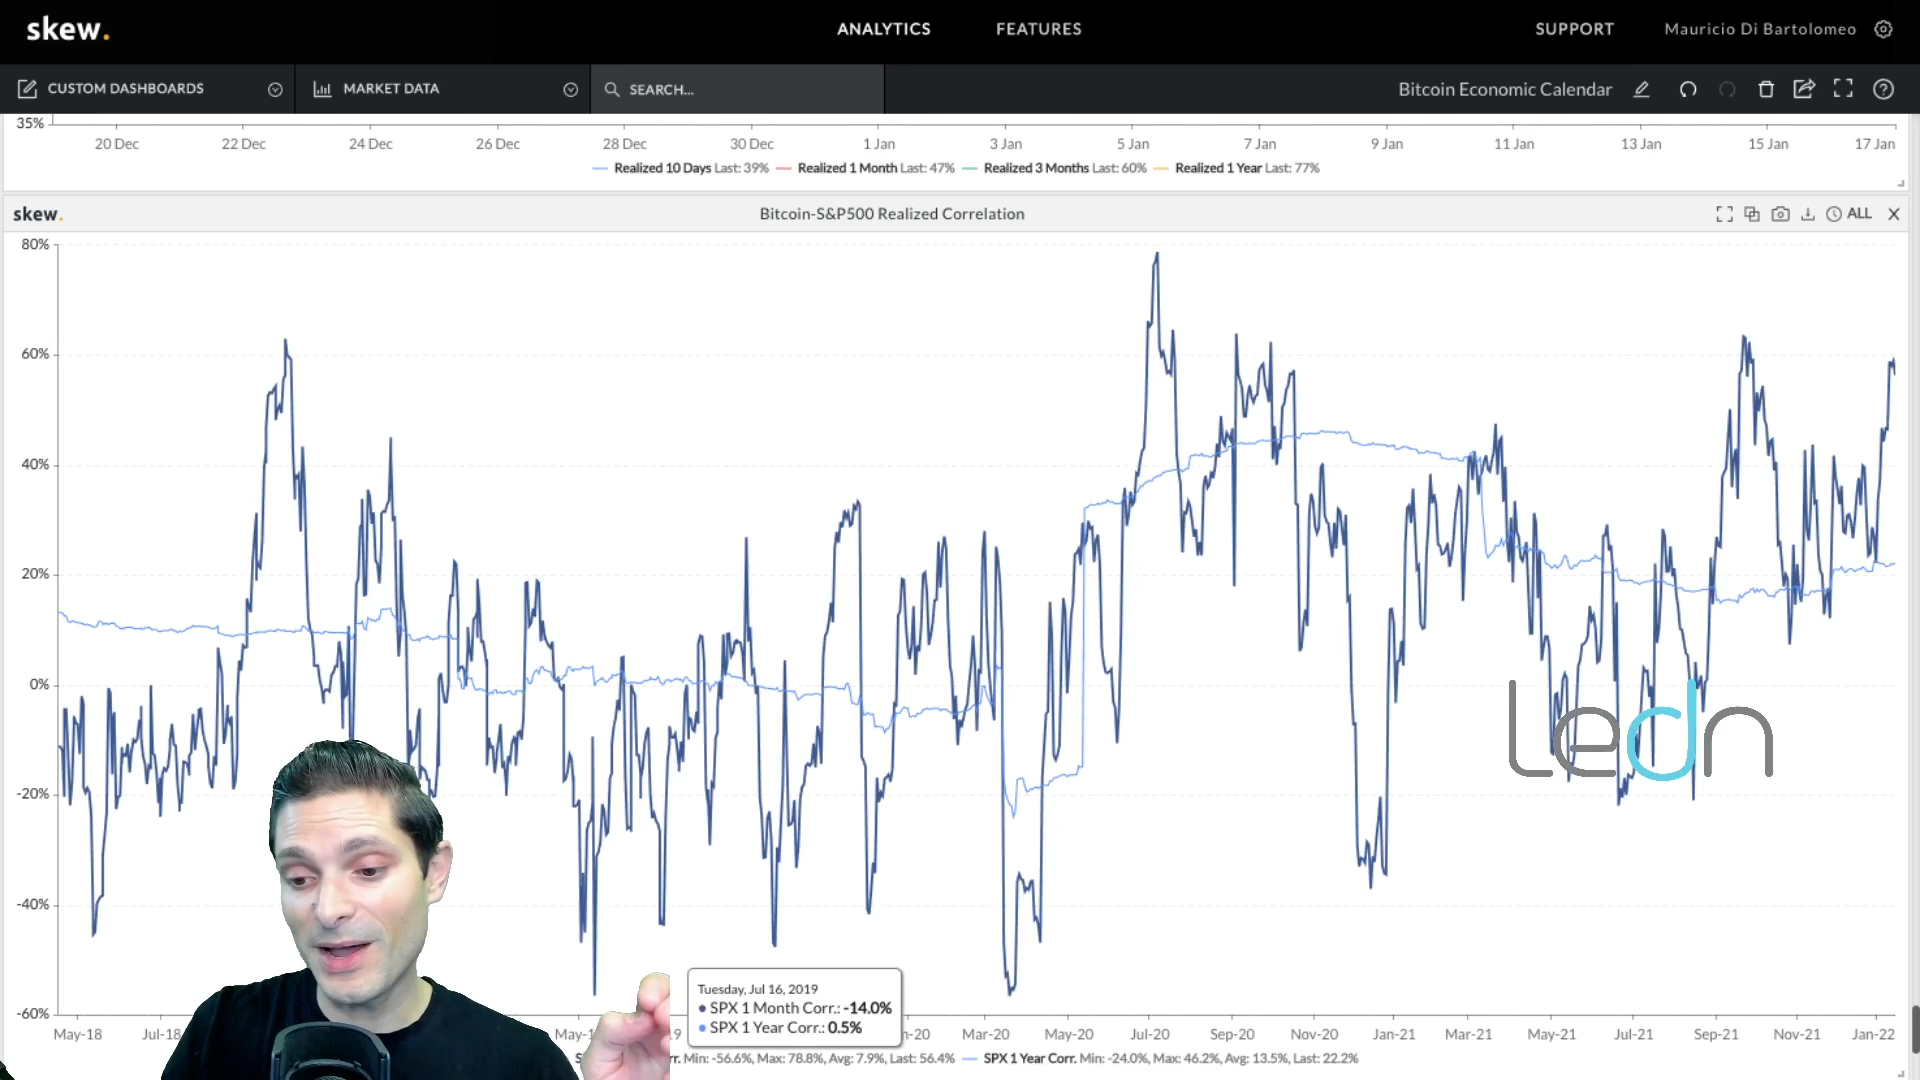 skew.
ANALYTICS
FEATURES
SUPPORT
Mauricio Di Bartolomeo
CUSTOM DASHBOARDS
MARKET DATA
SEARCH...
Bitcoin Economic Calendar
35%
20 Dec 22 Dec 24 Dec 26 Dec 28 Dec 30 Dec 1 Jan 3 Jan 5 Jan 7 Jan 9 Jan 11 Jan 13 Jan 15 Jan 17 Jan
Realized 10 Days Last: 39% Realized 1 Month Last: 47% Realized 3 Months Last: 60% Realized 1 Year Last: 77%
skew.
Bitcoin-S&P500 Realized Correlation
ALL
80%
60%
40%
20%
0%
-20%
-40%
-60%
ledn
Tuesday, Jul 16, 2019
SPX 1 Month Corr.: -14.0%
SPX 1 Year Corr.: 0.5%
May-18 Jul-18 May-1 9 n-20 Mar-20 May-20 Jul-20 Sep-20 Nov-20 Jan-21 Mar-21 May-21 Jul-21 Sep-21 Nov-21 Jan-22
S rr. Min: -56.6%, Max: 78.8%, Avg: 7.9%, Last: 56.4% SPX 1 Year Corr. Min: -24.0%, Max: 46.2%, Avg: 13.5%, Last: 22.2%